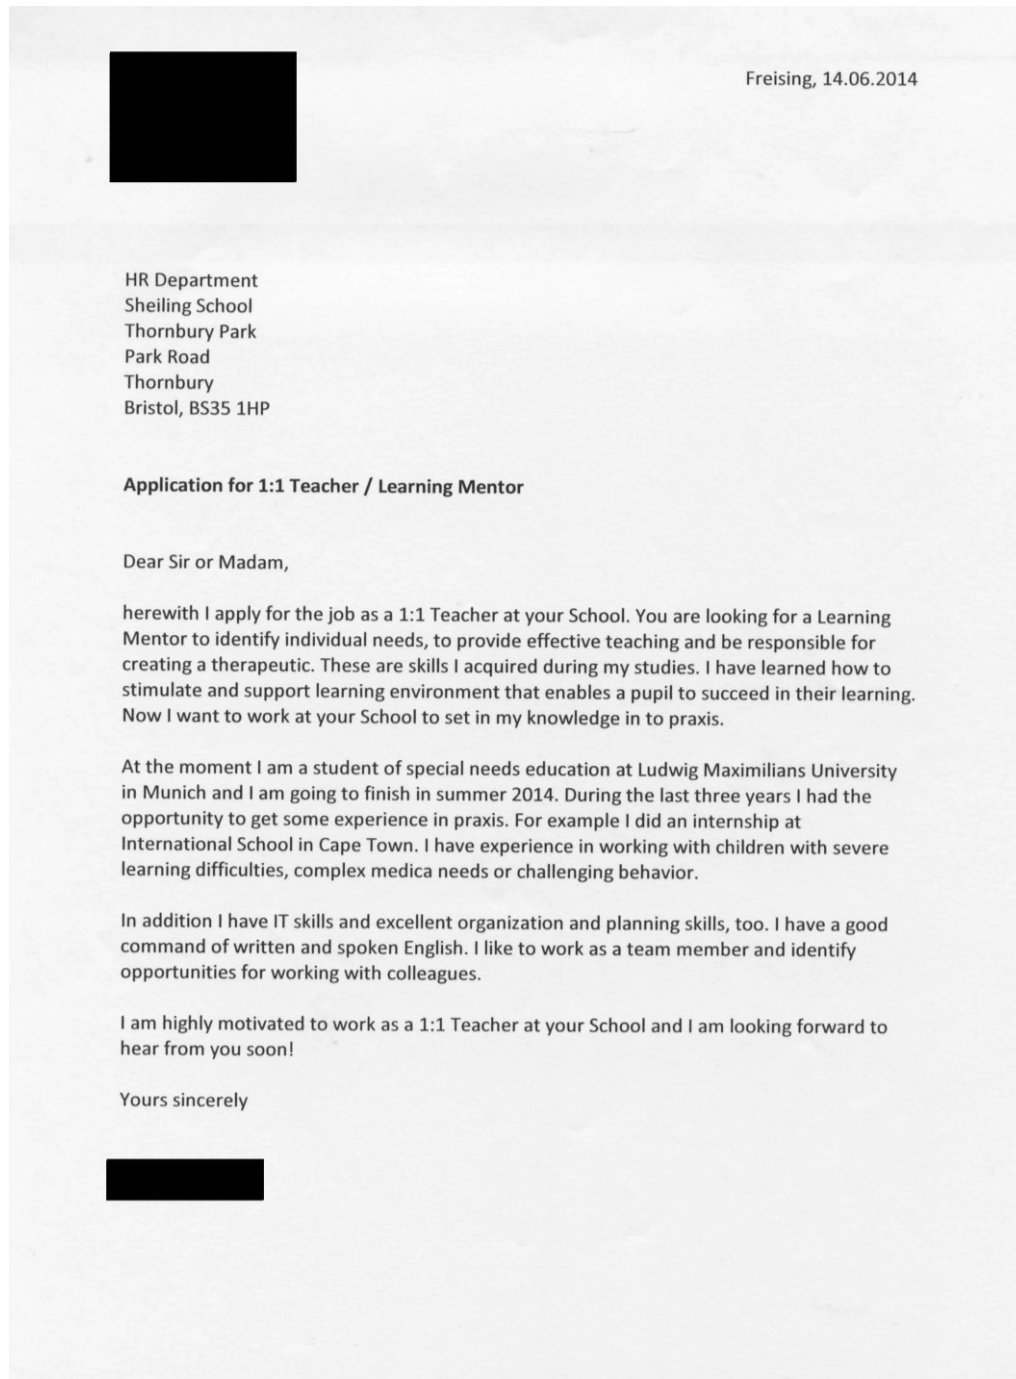 Freising, 14.06.2014
HR Department
Sheiling School
Thornbury Park
Park Road
Thornbury
Bristol, BS35 1HP
Application for 1:1 Teacher / Learning Mentor
Dear Sir or Madam,
herewith I apply for the job as a 1:1 Teacher at your School. You are looking for a Learning
Mentor to identify individual needs, to provide effective teaching and be responsible for
creating a therapeutic. These are skills I acquired during my studies. I have learned how to
stimulate and support learning environment that enables a pupil to succeed in their learning.
Now I want to work at your School to set in my knowledge in to praxis.
At the moment I am a student of special needs education at Ludwig Maximilians University
in Munich and I am going to finish in summer 2014. During the last three years I had the
opportunity to get some experience in praxis. For example I did an internship at
International School in Cape Town. I have experience in working with children with severe
learning difficulties, complex medica needs or challenging behavior.
In addition I have IT skills and excellent organization and planning skills, too. I have a good
command of written and spoken English. I like to work as a team member and identify
opportunities for working with colleagues.
I am highly motivated to work as a 1:1 Teacher at your School and I am looking forward to
hear from you soon!
Yours sincerely